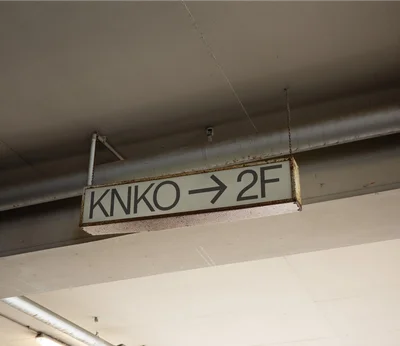 KNKO → 2F